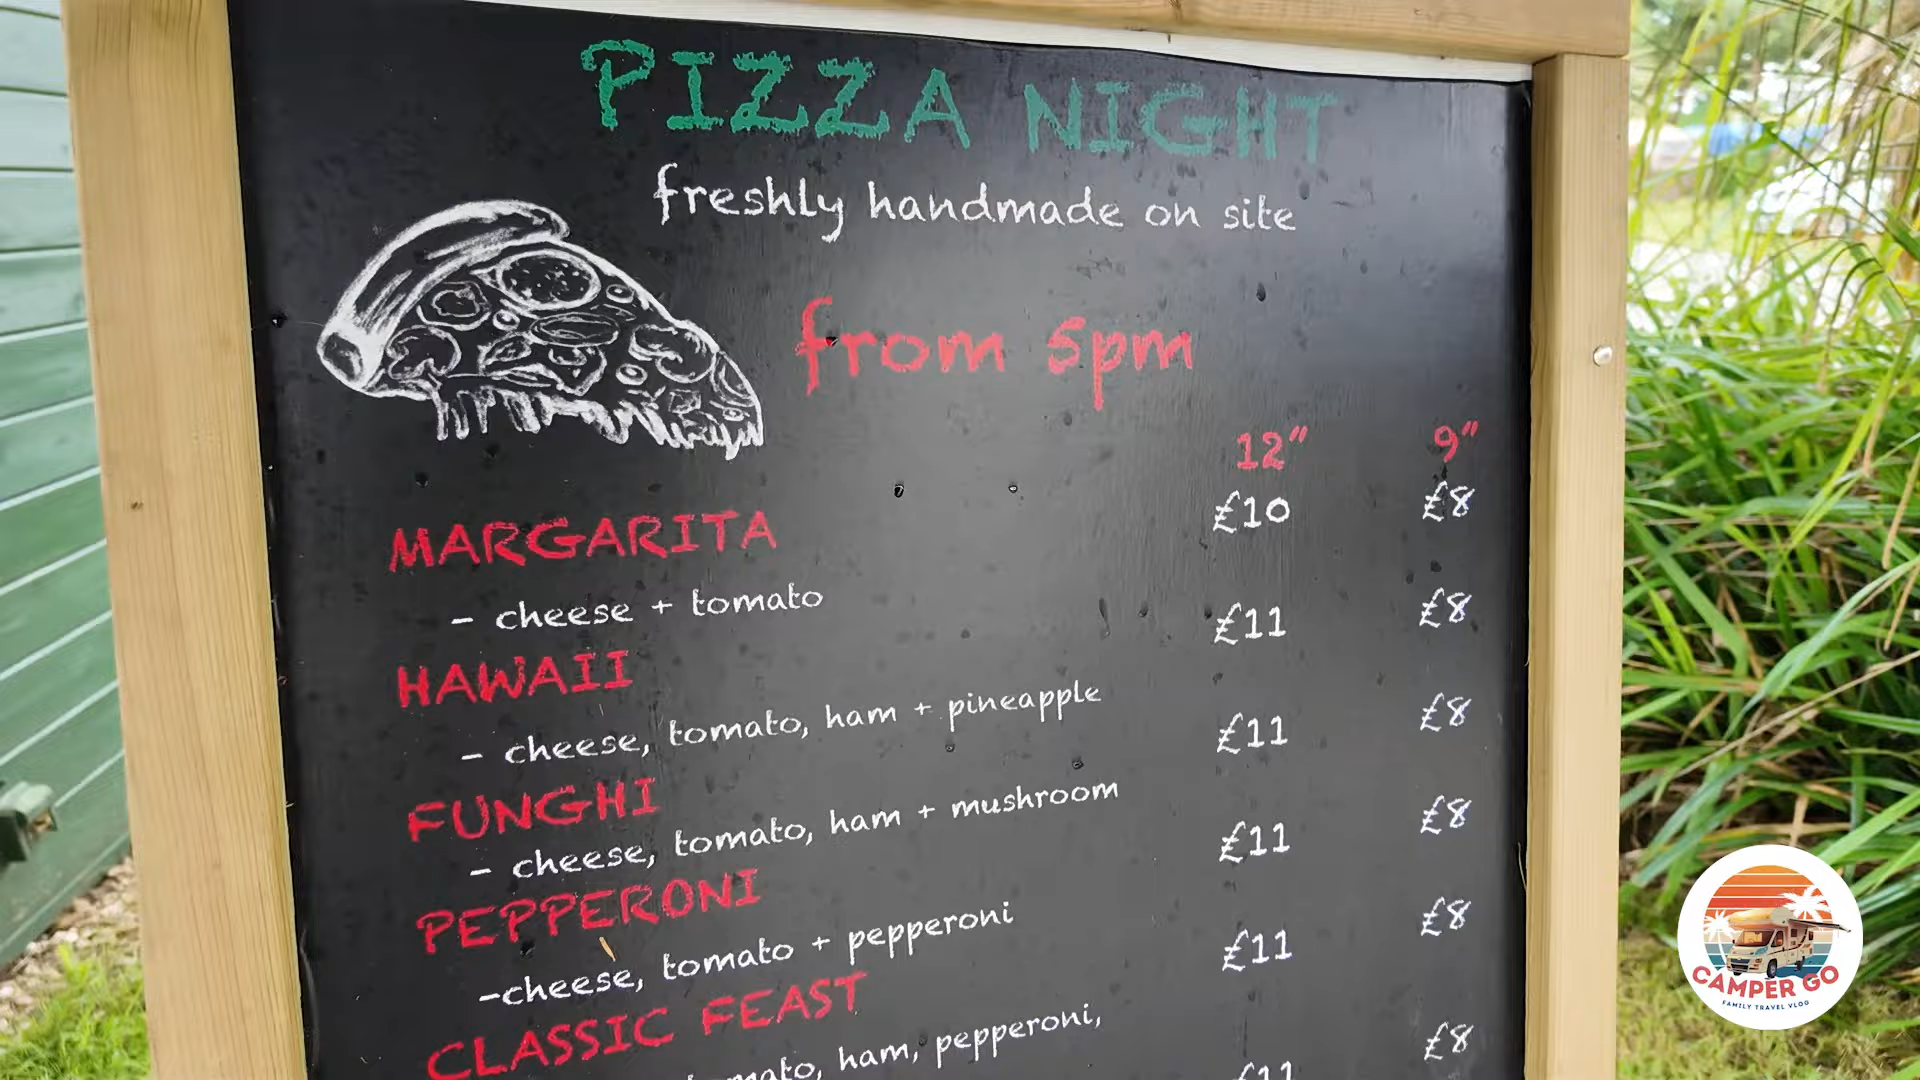 PIZZA NIGHT
freshly handmade on site
from 5pm
12" 9"
£10 £8
MARGARITA
- cheese + tomato
£11 £8
HAWAII
- cheese, tomato, ham + pineapple
£11 £8
FUNGHI
- cheese, tomato, ham + mushroom
£11 £8
PEPPERONI
-cheese, tomato + pepperoni
£11 £8
CLASSIC FEAST
ham, pepperoni,
£11 £8
CAMPER GO
FAMILY TRAVEL VLOG